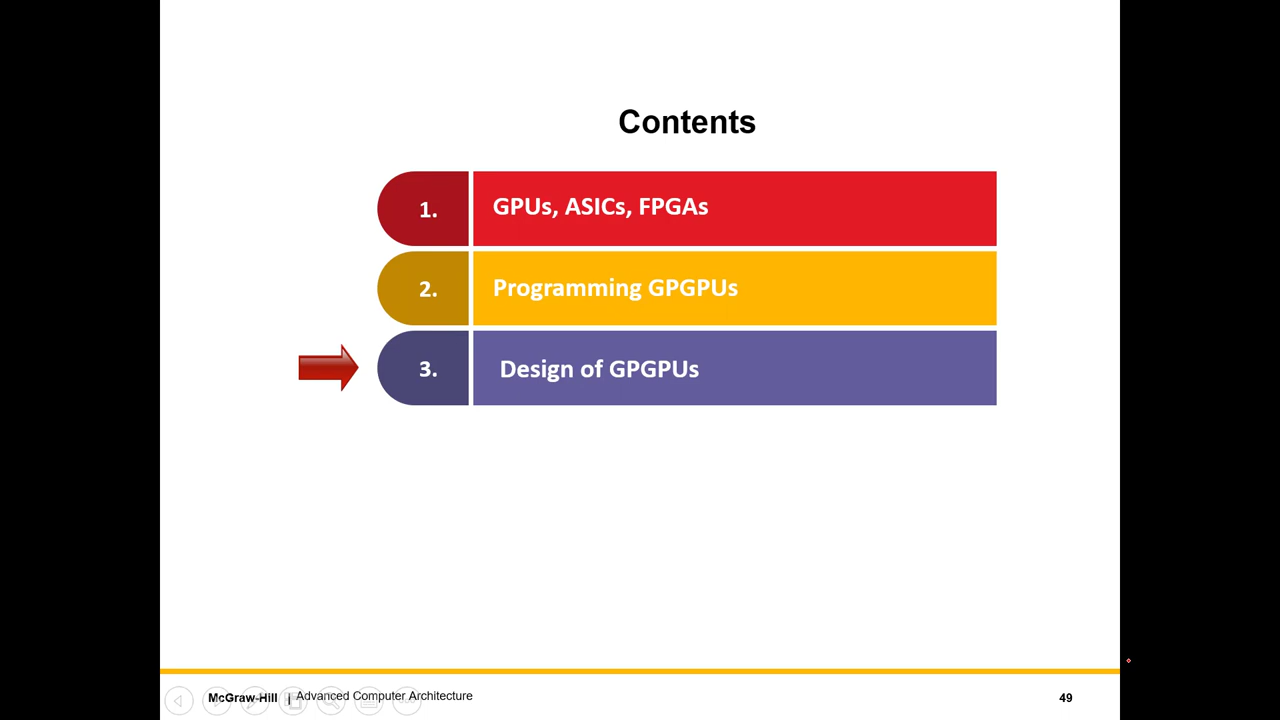 Contents
1. GPUs, ASICs, FPGAs
2. Programming GPGPUs
3. Design of GPGPUs
McGraw-Hill | Advanced Computer Architecture 49